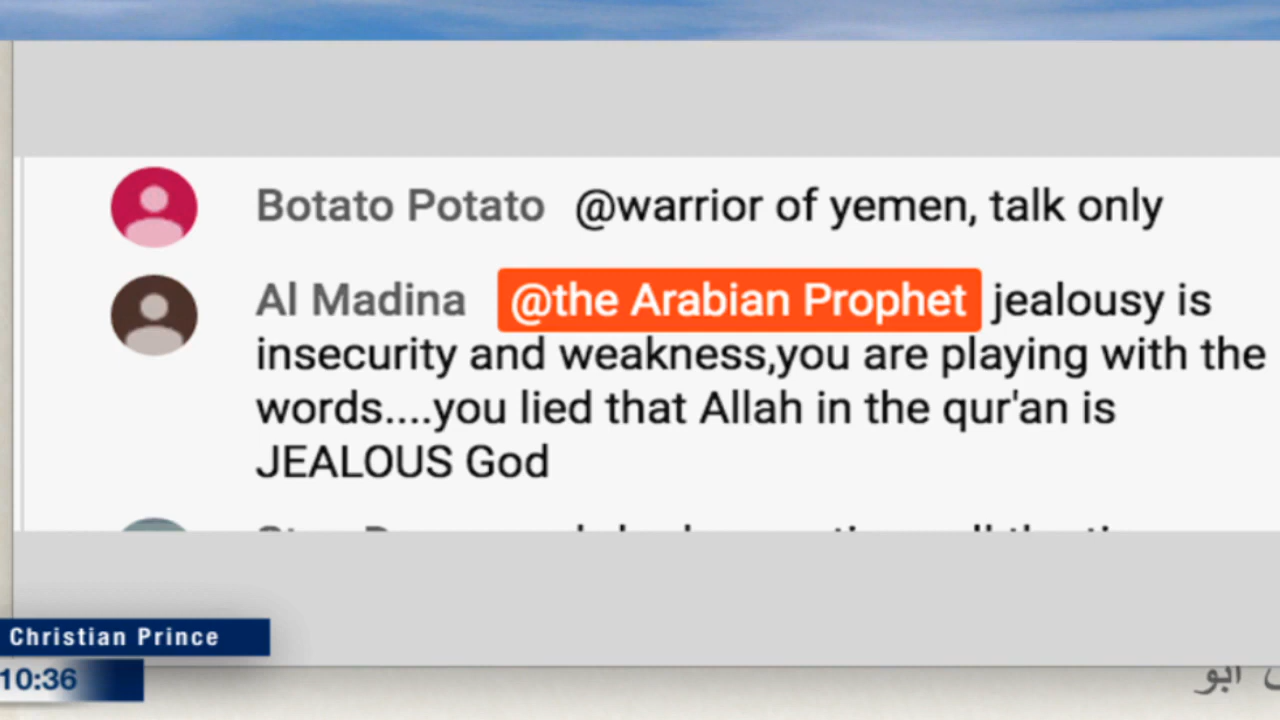 Botato Potato @warrior of yemen, talk only
Al Madina @the Arabian Prophet jealousy is
insecurity and weakness,you are playing with the
words....you lied that Allah in the qur'an is
JEALOUS God
Christian Prince
10:36
ابو